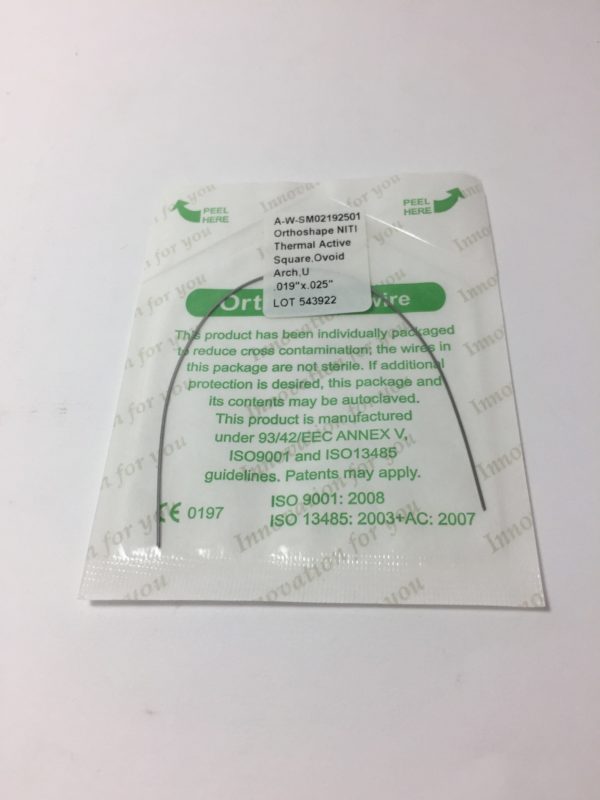 PEEL
HERE
PEEL
HERE
A-W-SM02192501
Orthoshape NITI
Thermal Active
Square,Ovoid
Arch,U
.019"x.025"
LOT 543922
Ort wire
This product has been individually packaged
to reduce cross contamination; the wires in
this package are not sterile. If additional
protection is desired, this package and
its contents may be autoclaved.
This product is manufactured
under 93/42/EEC ANNEX V,
ISO9001 and ISO13485
guidelines. Patents may apply.
CE 0197
ISO 9001: 2008
ISO 13485: 2003+AC: 2007
Innovation for you